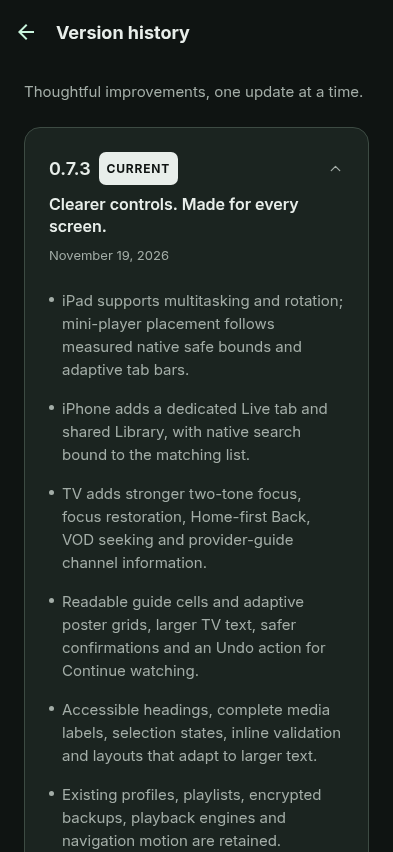 Version history
Thoughtful improvements, one update at a time.
0.7.3 CURRENT
Clearer controls. Made for every
screen.
November 19, 2026
• iPad supports multitasking and rotation;
mini-player placement follows
measured native safe bounds and
adaptive tab bars.
• iPhone adds a dedicated Live tab and
shared Library, with native search
bound to the matching list.
• TV adds stronger two-tone focus,
focus restoration, Home-first Back,
VOD seeking and provider-guide
channel information.
• Readable guide cells and adaptive
poster grids, larger TV text, safer
confirmations and an Undo action for
Continue watching.
• Accessible headings, complete media
labels, selection states, inline validation
and layouts that adapt to larger text.
• Existing profiles, playlists, encrypted
backups, playback engines and
navigation motion are retained.